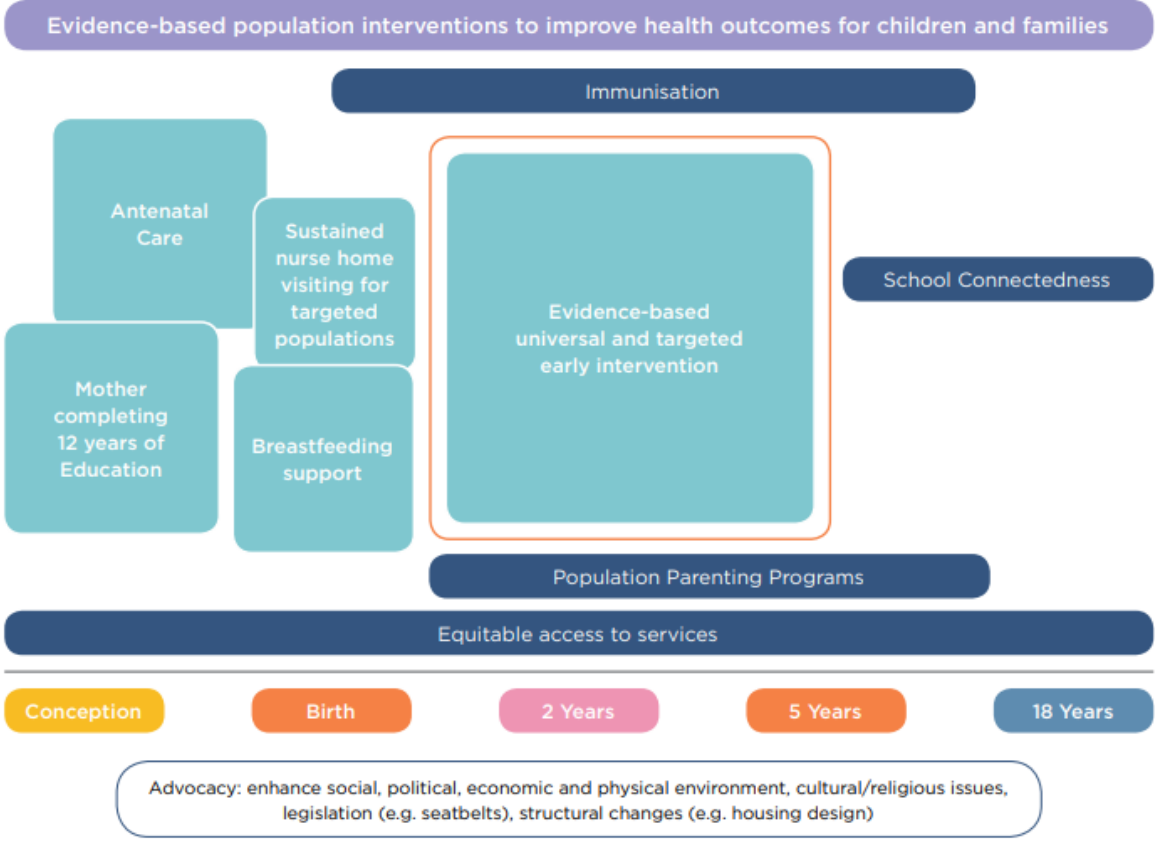 Evidence-based population interventions to improve health outcomes for children and families
Immunisation
Antenatal
Care
Sustained
nurse home
visiting for
targeted
populations
Evidence-based
universal and targeted
early intervention
School Connectedness
Mother
completing
12 years of
Education
Breastfeeding
support
Population Parenting Programs
Equitable access to services
Conception
Birth
2 Years
5 Years
18 Years
Advocacy: enhance social, political, economic and physical environment, cultural/religious issues,
legislation (e.g. seatbelts), structural changes (e.g. housing design)